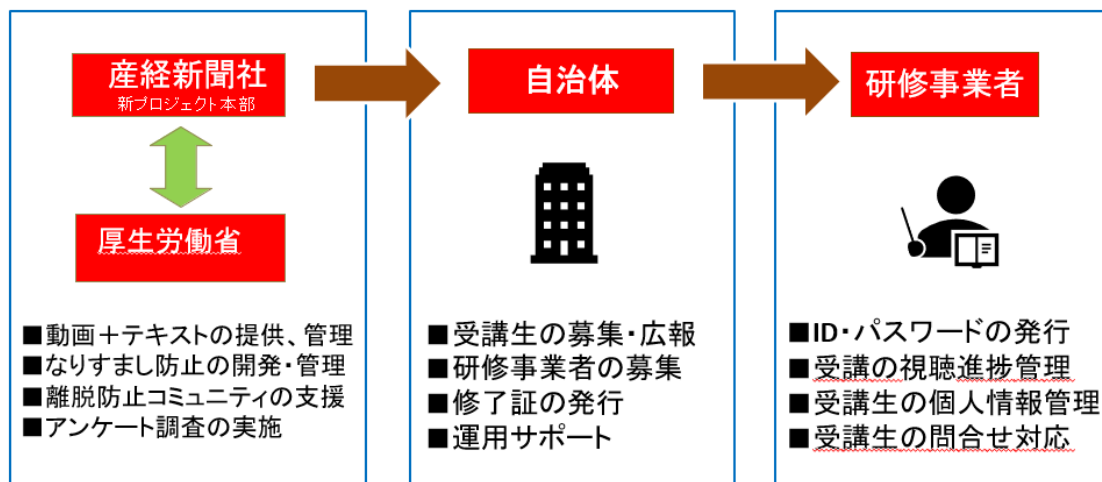 産経新聞社
新プロジェクト本部
厚生労働省
■動画＋テキストの提供、管理
■なりすまし防止の開発・管理
■離脱防止コミュニティの支援
■アンケート調査の実施
自治体
■受講生の募集・広報
■研修事業者の募集
■修了証の発行
■運用サポート
研修事業者
■ID・パスワードの発行
■受講の視聴進捗管理
■受講生の個人情報管理
■受講生の問合せ対応